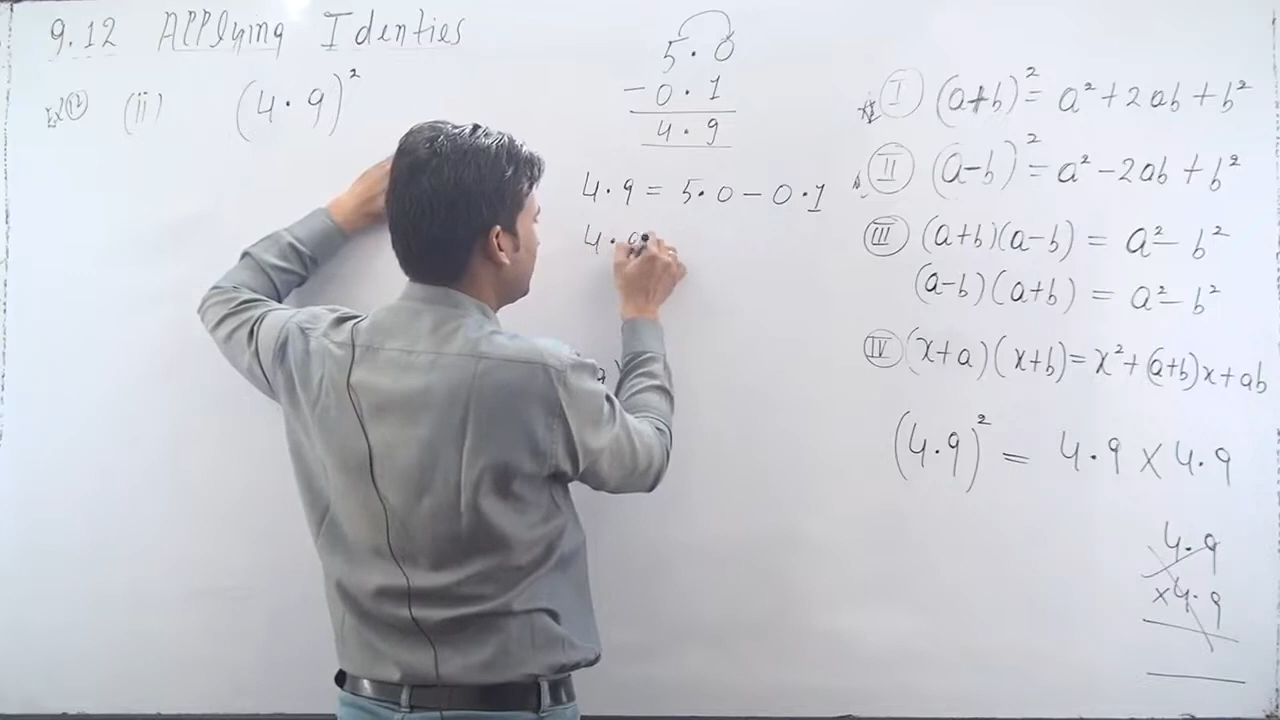 9.12 Applying Identies
Ex 12 (ii) (4.9)²
5.0
- 0.1
4.9
4.9 = 5.0 - 0.1
4.9
(I) (a+b)² = a² + 2ab + b²
(II) (a-b)² = a² - 2ab + b²
(III) (a+b)(a-b) = a² - b²
(a-b)(a+b) = a² - b²
(IV) (x+a)(x+b) = x² + (a+b)x + ab
(4.9)² = 4.9 × 4.9
4.9
×4.9